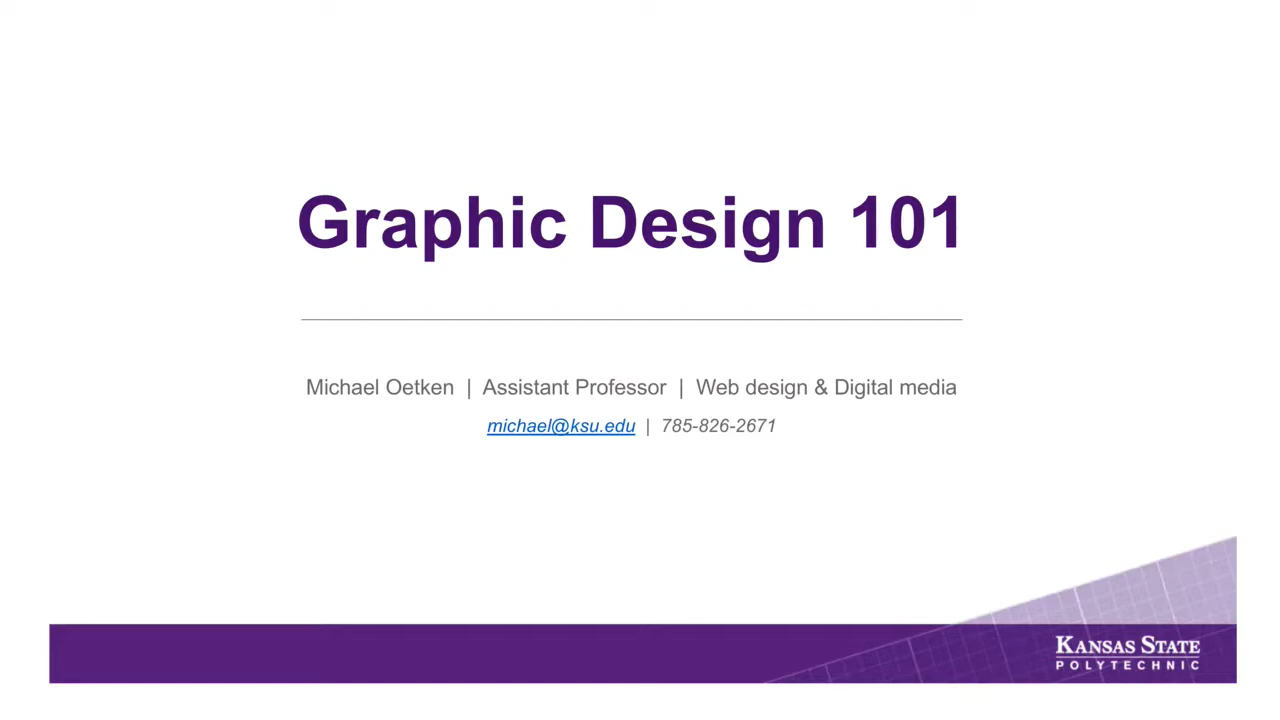 Graphic Design 101
Michael Oetken | Assistant Professor | Web design & Digital media
michael@ksu.edu | 785-826-2671
KANSAS STATE
POLYTECHNIC